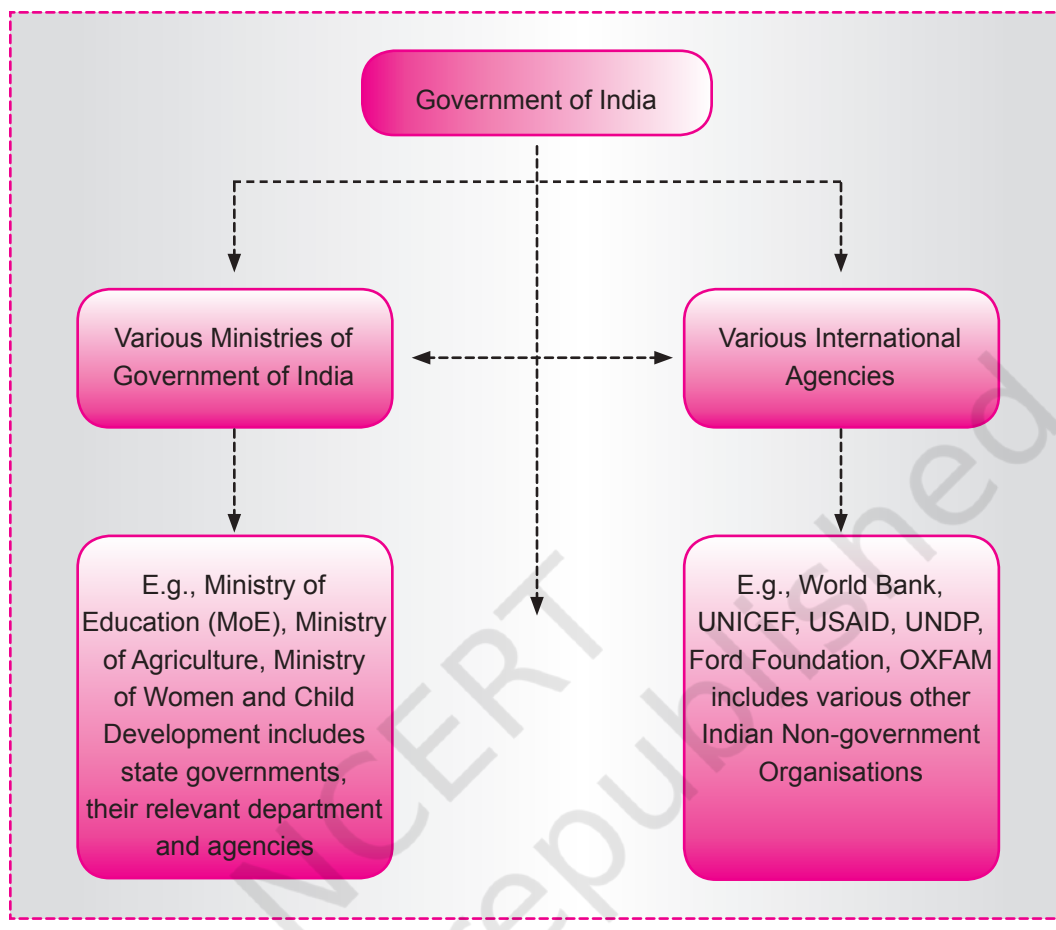 Government of India
Various Ministries of
Government of India
Various International
Agencies
E.g., Ministry of
Education (MoE), Ministry
of Agriculture, Ministry
of Women and Child
Development includes
state governments,
their relevant department
and agencies
E.g., World Bank,
UNICEF, USAID, UNDP,
Ford Foundation, OXFAM
includes various other
Indian Non-government
Organisations
NCERT
republished